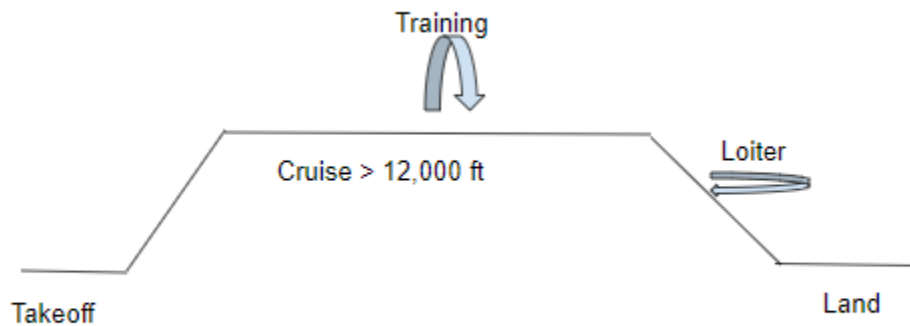 Training
Cruise > 12,000 ft
Loiter
Takeoff
Land